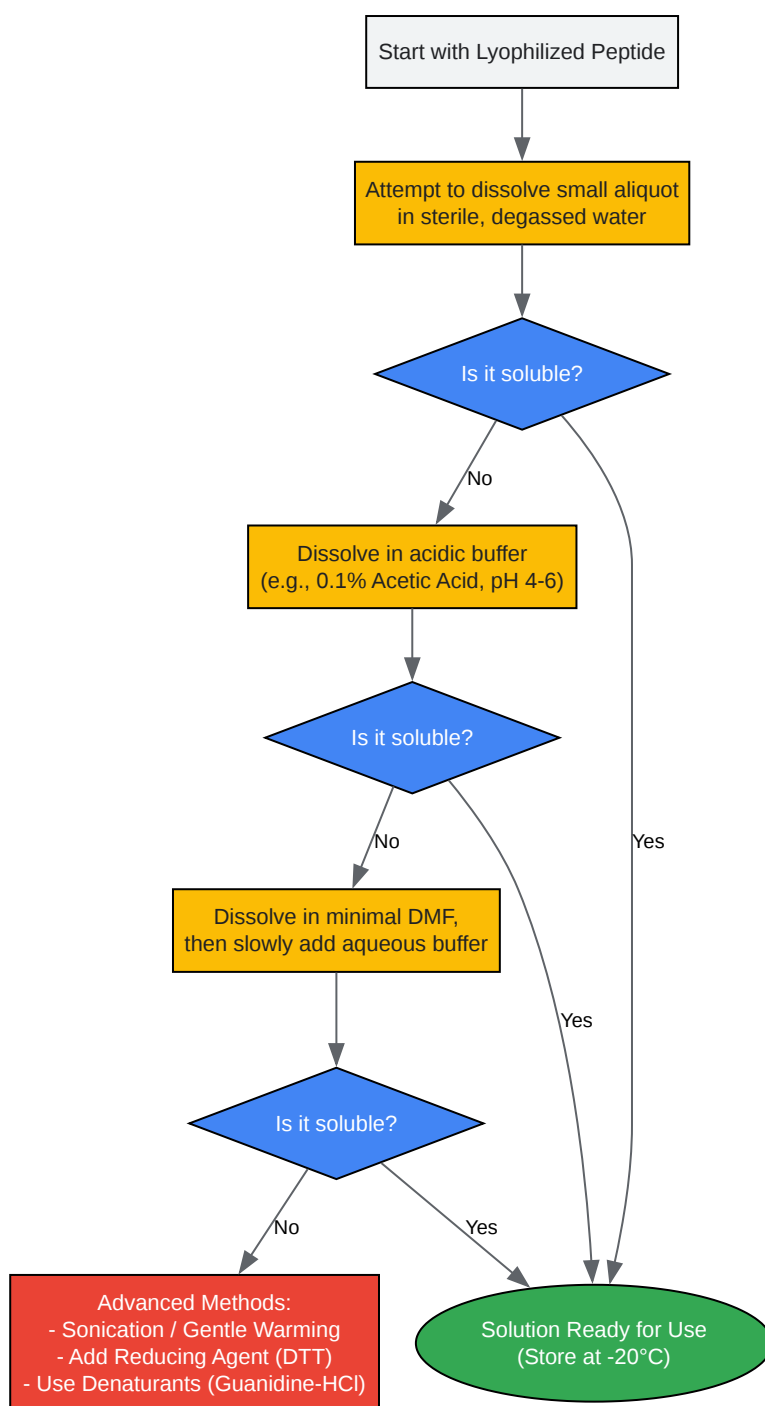 Start with Lyophilized Peptide
Attempt to dissolve small aliquot
in sterile, degassed water
Is it soluble?
No
Dissolve in acidic buffer
(e.g., 0.1% Acetic Acid, pH 4-6)
Is it soluble?
No
Yes
Dissolve in minimal DMF,
then slowly add aqueous buffer
Yes
Is it soluble?
No
Yes
Advanced Methods:
- Sonication / Gentle Warming
- Add Reducing Agent (DTT)
- Use Denaturants (Guanidine-HCl)
Solution Ready for Use
(Store at -20°C)